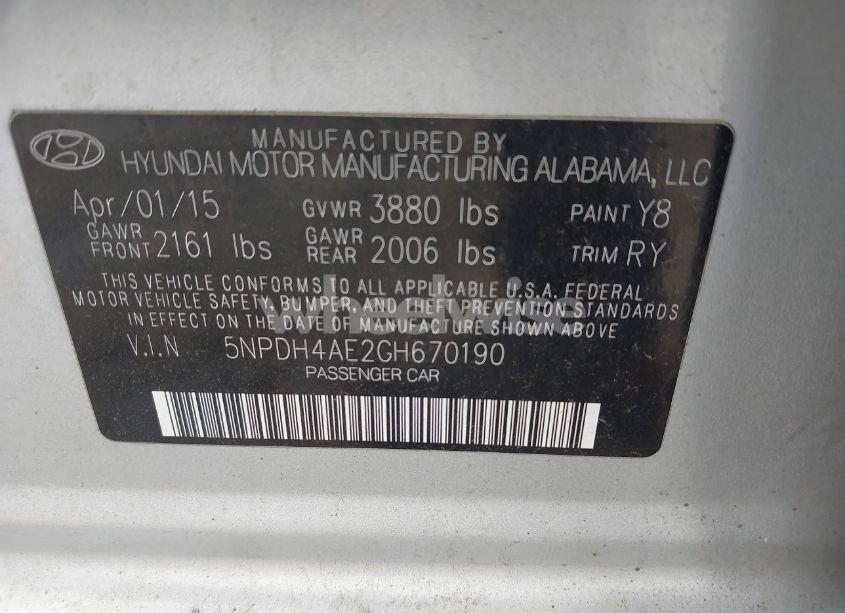 MANUFACTURED BY
HYUNDAI MOTOR MANUFACTURING ALABAMA, LLC
Apr/01/15 GVWR 3880 lbs PAINT Y8
GAWR FRONT 2161 lbs GAWR REAR 2006 lbs TRIM RY
THIS VEHICLE CONFORMS TO ALL APPLICABLE U.S.A. FEDERAL
MOTOR VEHICLE SAFETY, BUMPER, AND THEFT PREVENTION STANDARDS
IN EFFECT ON THE DATE OF MANUFACTURE SHOWN ABOVE
V.I.N 5NPDH4AE2GH670190
PASSENGER CAR